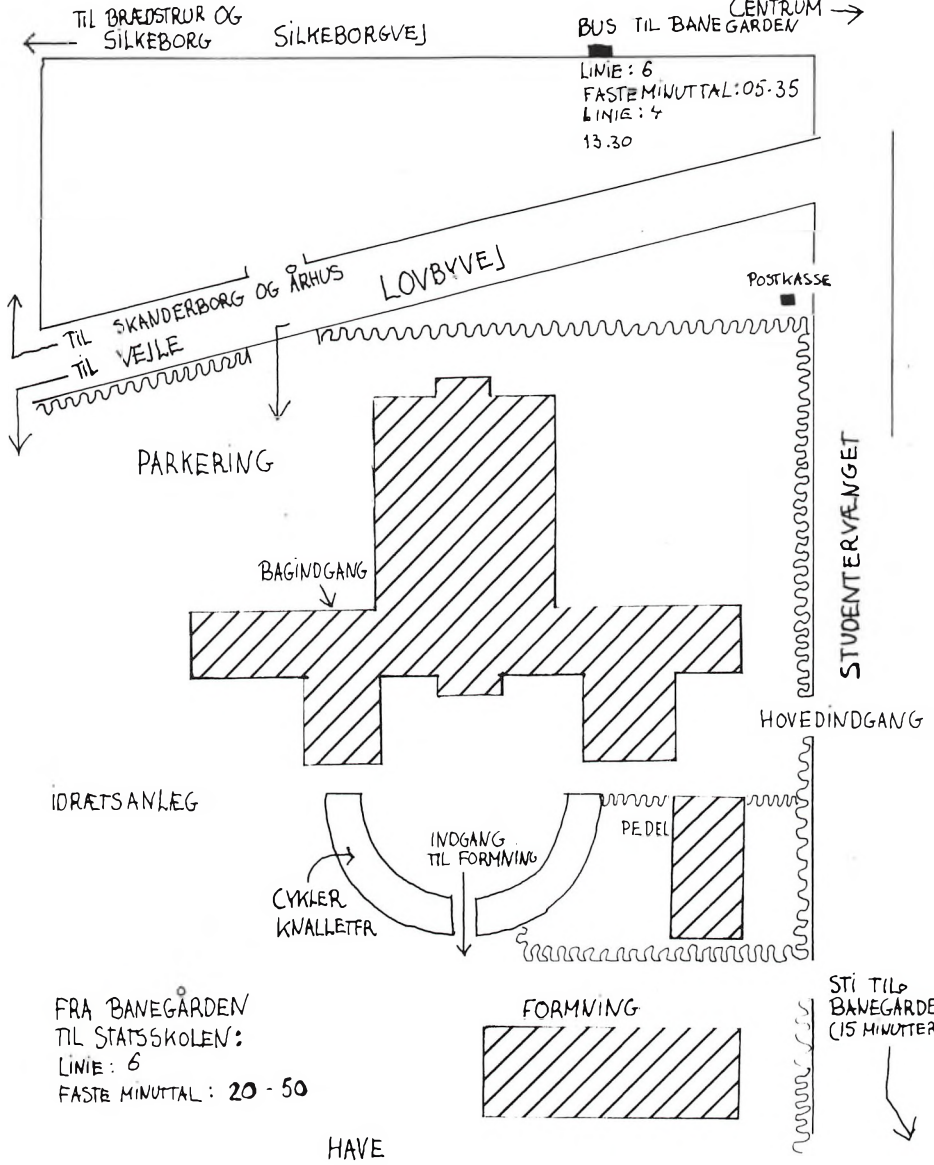 TIL BRÆDSTRUP OG
SILKEBORG
SILKEBORGVEJ
CENTRUM
BUS TIL BANEGÅRDEN
LINIE: 6
FASTE MINUTTAL: 05-35
LINIE: 4
13.30
TIL SKANDERBORG OG ÅRHUS
TIL VEJLE
LOVBYVEJ
POSTKASSE
PARKERING
BAGINDGANG
STUDENTERVÆNGET
HOVEDINDGANG
IDRÆTSANLÆG
PEDEL
INDGANG
TIL FORMNING
CYKLER
KNALLETER
FRA BANEGÅRDEN
TIL STATSSKOLEN:
LINIE: 6
FASTE MINUTTAL: 20 - 50
FORMNING
STI TIL
BANEGÅRDE
(15 MINUTTER
HAVE